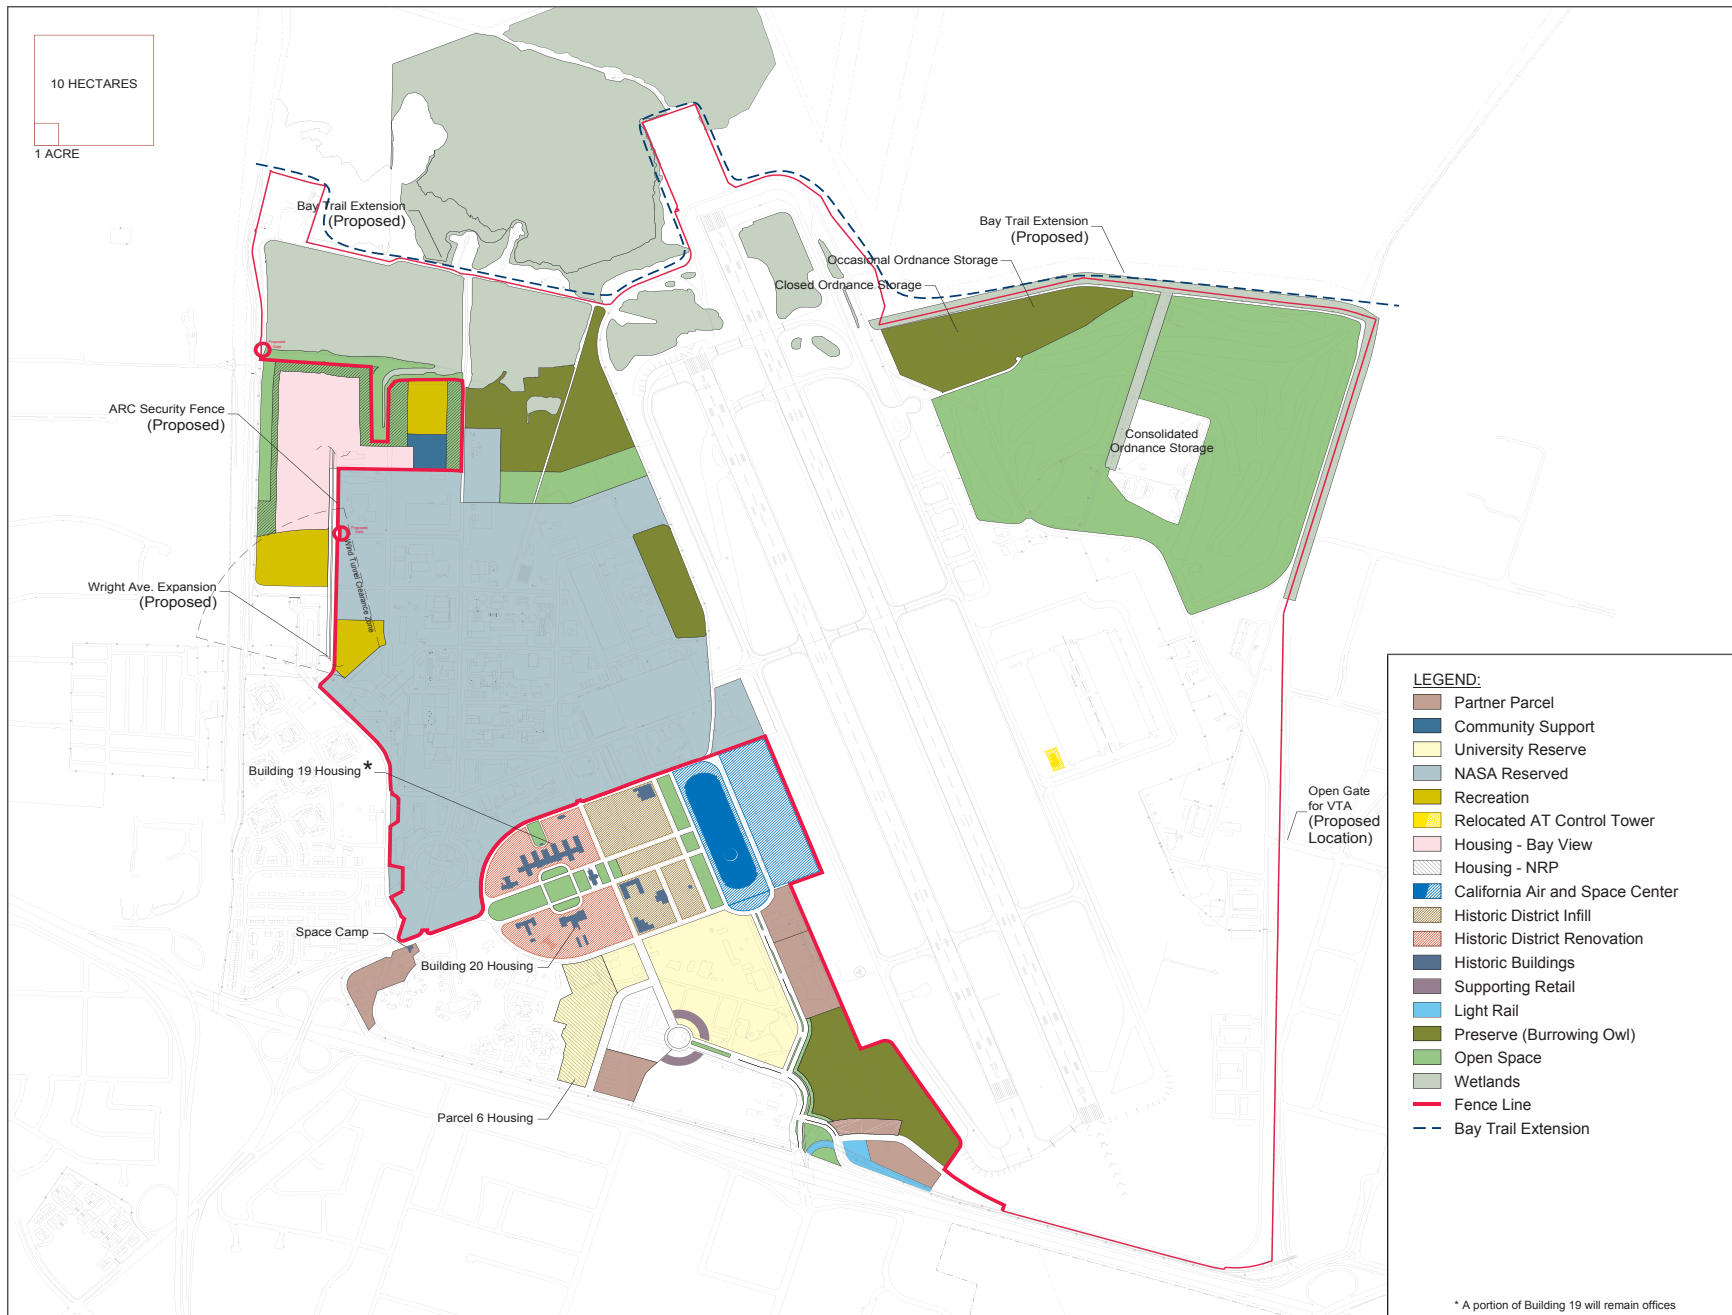 10 HECTARES
1 ACRE
Bay Trail Extension
(Proposed)
Bay Trail Extension
(Proposed)
Occasional Ordnance Storage
Closed Ordnance Storage
Proposed
Gate
ARC Security Fence
(Proposed)
Consolidated
Ordnance Storage
Proposed
Gate
Wind Tunnel Clearance Zone
Wright Ave. Expansion
(Proposed)
Building 19 Housing*
Open Gate
for VTA
(Proposed
Location)
Space Camp
Building 20 Housing
Parcel 6 Housing
LEGEND:
Partner Parcel
Community Support
University Reserve
NASA Reserved
Recreation
Relocated AT Control Tower
Housing - Bay View
Housing - NRP
California Air and Space Center
Historic District Infill
Historic District Renovation
Historic Buildings
Supporting Retail
Light Rail
Preserve (Burrowing Owl)
Open Space
Wetlands
Fence Line
Bay Trail Extension
* A portion of Building 19 will remain offices